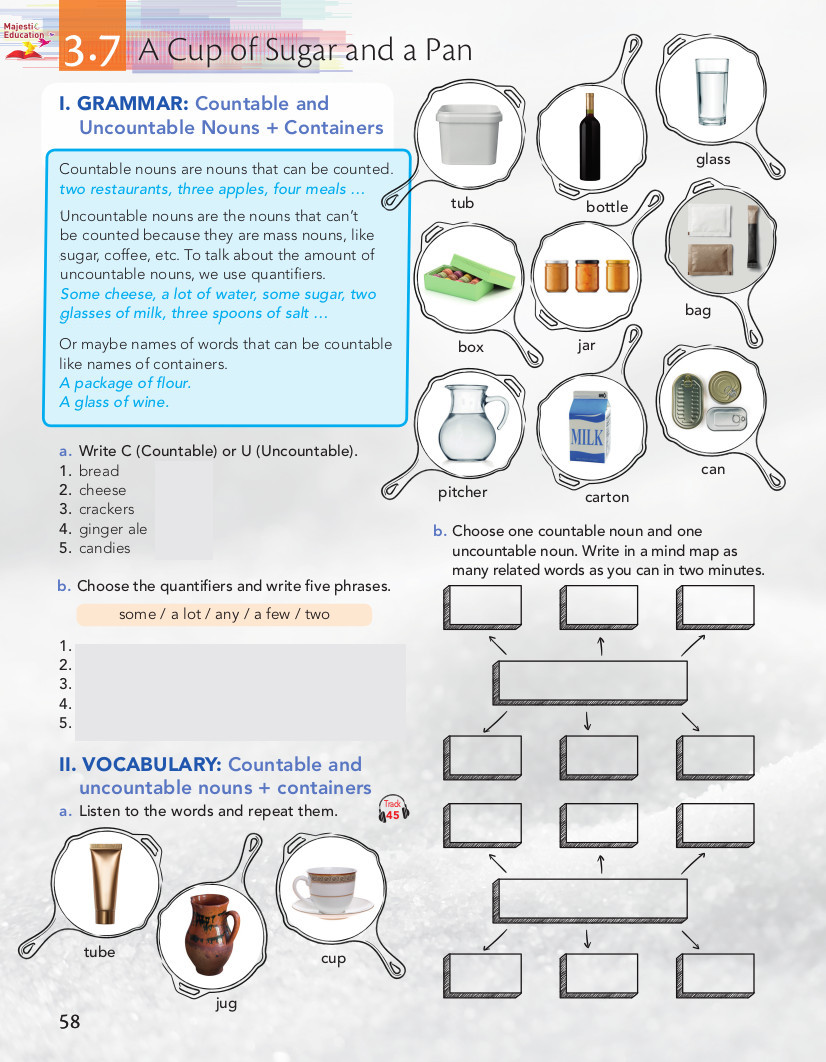 Majestic
Education ™
3.7 A Cup of Sugar and a Pan
I. GRAMMAR: Countable and
Uncountable Nouns + Containers
Countable nouns are nouns that can be counted.
two restaurants, three apples, four meals …
Uncountable nouns are the nouns that can't
be counted because they are mass nouns, like
sugar, coffee, etc. To talk about the amount of
uncountable nouns, we use quantifiers.
Some cheese, a lot of water, some sugar, two
glasses of milk, three spoons of salt …
Or maybe names of words that can be countable
like names of containers.
A package of flour.
A glass of wine.
a. Write C (Countable) or U (Uncountable).
1. bread
2. cheese
3. crackers
4. ginger ale
5. candies
b. Choose the quantifiers and write five phrases.
some / a lot / any / a few / two
1.
2.
3.
4.
5.
II. VOCABULARY: Countable and
uncountable nouns + containers
a. Listen to the words and repeat them.
Track
45
tube
jug
cup
tub
bottle
glass
box
jar
bag
pitcher
MILK
carton
can
b. Choose one countable noun and one
uncountable noun. Write in a mind map as
many related words as you can in two minutes.
58